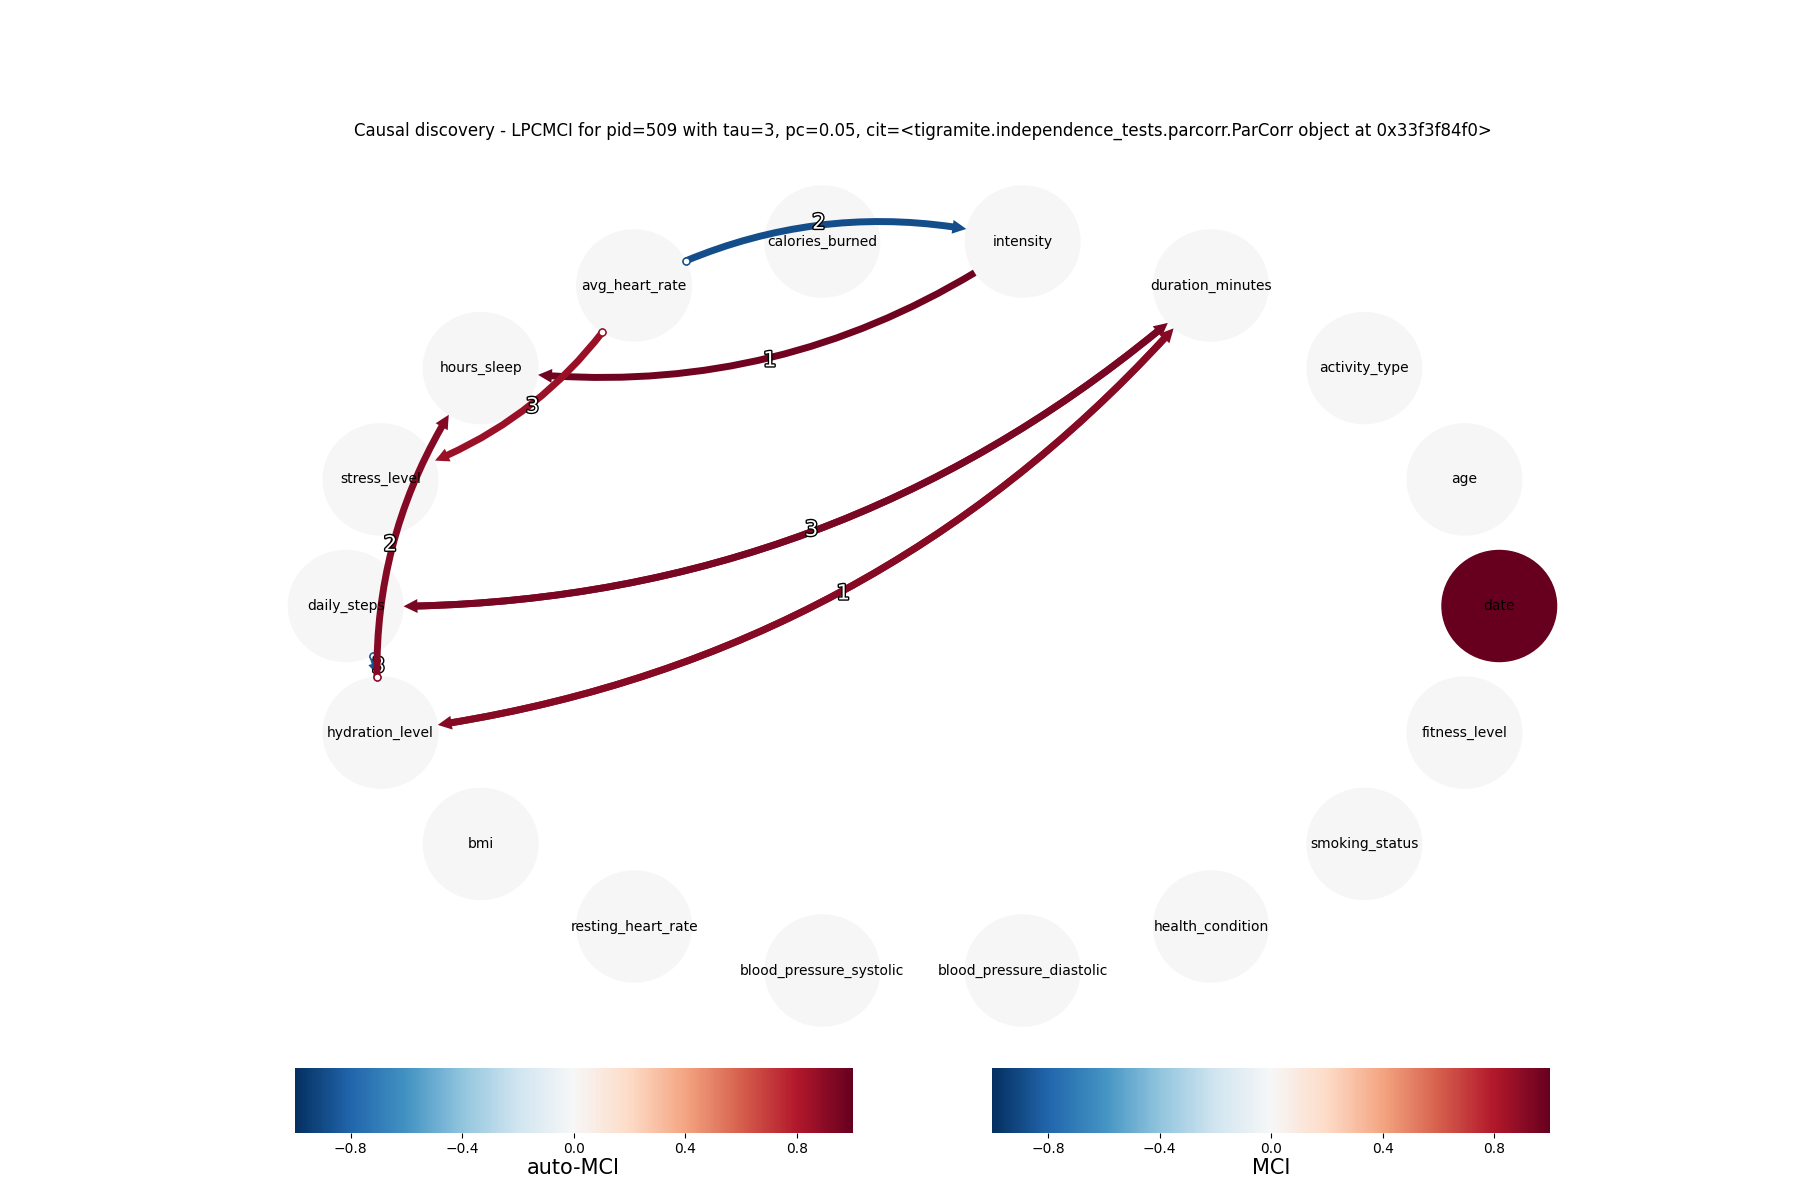 Causal discovery - LPCMCI for pid=509 with tau=3, pc=0.05, cit=<tigramite.independence_tests.parcorr.ParCorr object at 0x33f3f84f0>
2
calories_burned
intensity
avg_heart_rate
duration_minutes
1
hours_sleep
activity_type
3
stress_level
age
3
2
1
daily_steps
date
3
hydration_level
fitness_level
bmi
smoking_status
resting_heart_rate
health_condition
blood_pressure_systolic
blood_pressure_diastolic
−0.8 −0.4 0.0 0.4 0.8
auto-MCI
−0.8 −0.4 0.0 0.4 0.8
MCI